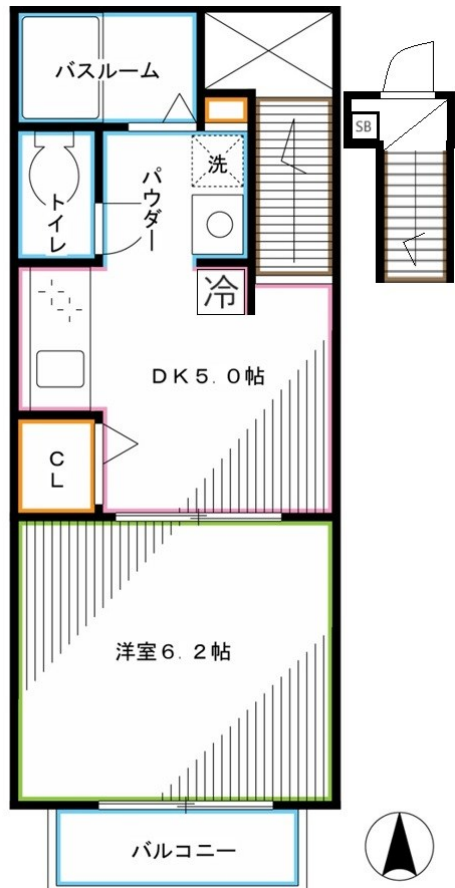 バスルーム
SB
洗
パウダー
トイレ
冷
DK5.0帖
CL
洋室6.2帖
バルコニー